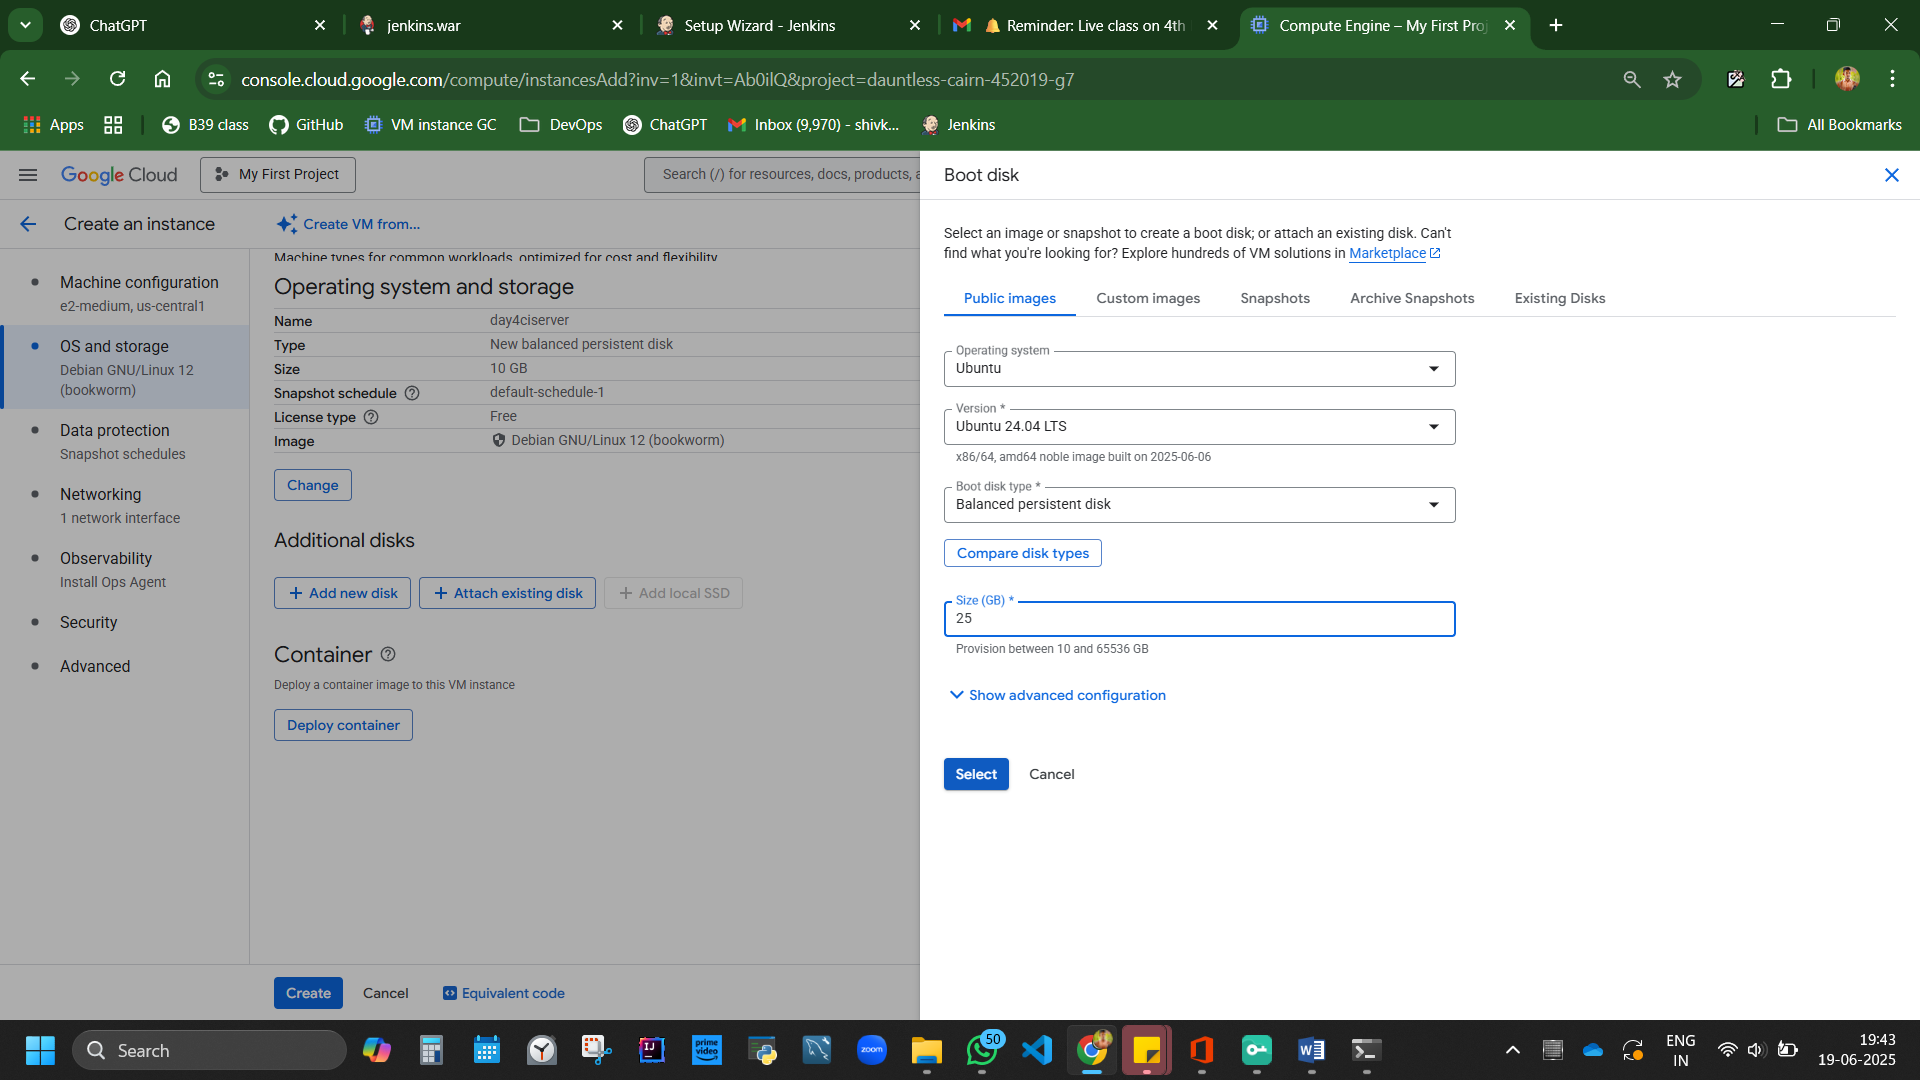 ChatGPT
jenkins.war
Setup Wizard - Jenkins
Reminder: Live class on 4th
Compute Engine – My First Proj
console.cloud.google.com/compute/instancesAdd?inv=1&invt=Ab0ilQ&project=dauntless-cairn-452019-g7
Apps
B39 class
GitHub
VM instance GC
DevOps
ChatGPT
Inbox (9,970) - shivk...
Jenkins
All Bookmarks
Google Cloud
My First Project
Search (/) for resources, docs, products, a
Create an instance
Create VM from...
Machine configuration
e2-medium, us-central1
OS and storage
Debian GNU/Linux 12
(bookworm)
Data protection
Snapshot schedules
Networking
1 network interface
Observability
Install Ops Agent
Security
Advanced
Machine types for common workloads, optimized for cost and flexibility
Operating system and storage
Name day4ciserver
Type New balanced persistent disk
Size 10 GB
Snapshot schedule default-schedule-1
License type Free
Image Debian GNU/Linux 12 (bookworm)
Change
Additional disks
Add new disk
Attach existing disk
Add local SSD
Container
Deploy a container image to this VM instance
Deploy container
Create
Cancel
Equivalent code
Boot disk
Select an image or snapshot to create a boot disk; or attach an existing disk. Can't
find what you're looking for? Explore hundreds of VM solutions in Marketplace
Public images
Custom images
Snapshots
Archive Snapshots
Existing Disks
Operating system
Ubuntu
Version *
Ubuntu 24.04 LTS
x86/64, amd64 noble image built on 2025-06-06
Boot disk type *
Balanced persistent disk
Compare disk types
Size (GB) *
25
Provision between 10 and 65536 GB
Show advanced configuration
Select
Cancel
Search
IJ
prime video
zoom
50
ENG
IN
19:43
19-06-2025